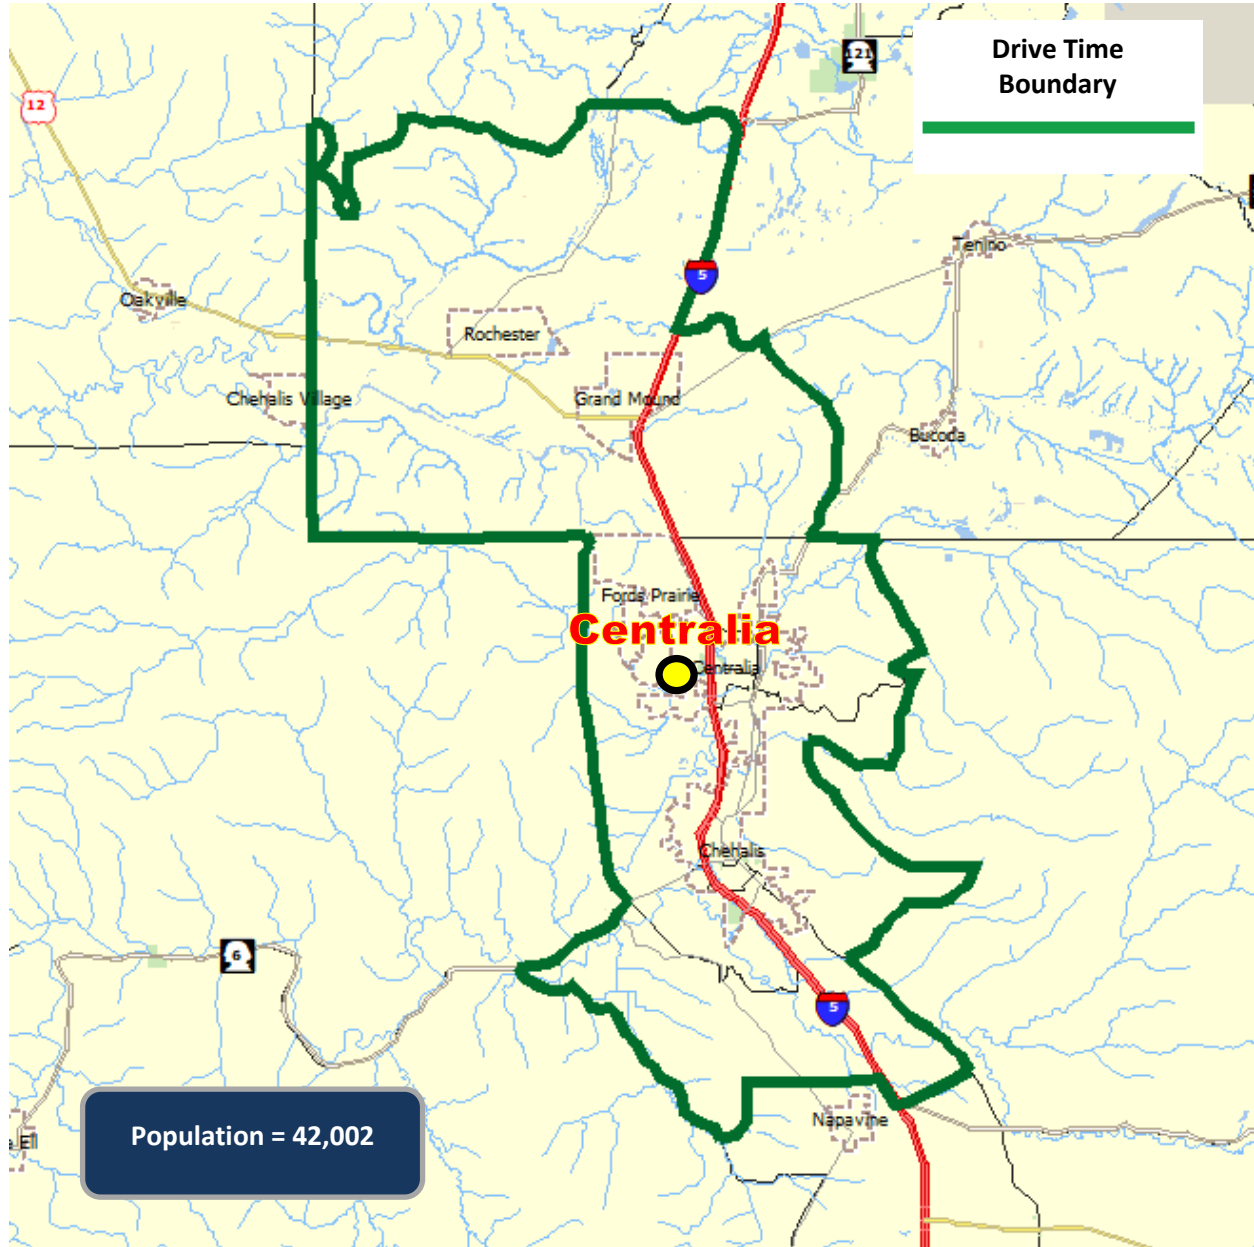 Drive Time
Boundary
121
12
Tenino
5
Oakville
Rochester
Chehalis Village
Grand Mound
Bucoda
Fords Prairie
Centralia
Centralia
Chehalis
6
5
Napavine
Population = 42,002
Ell